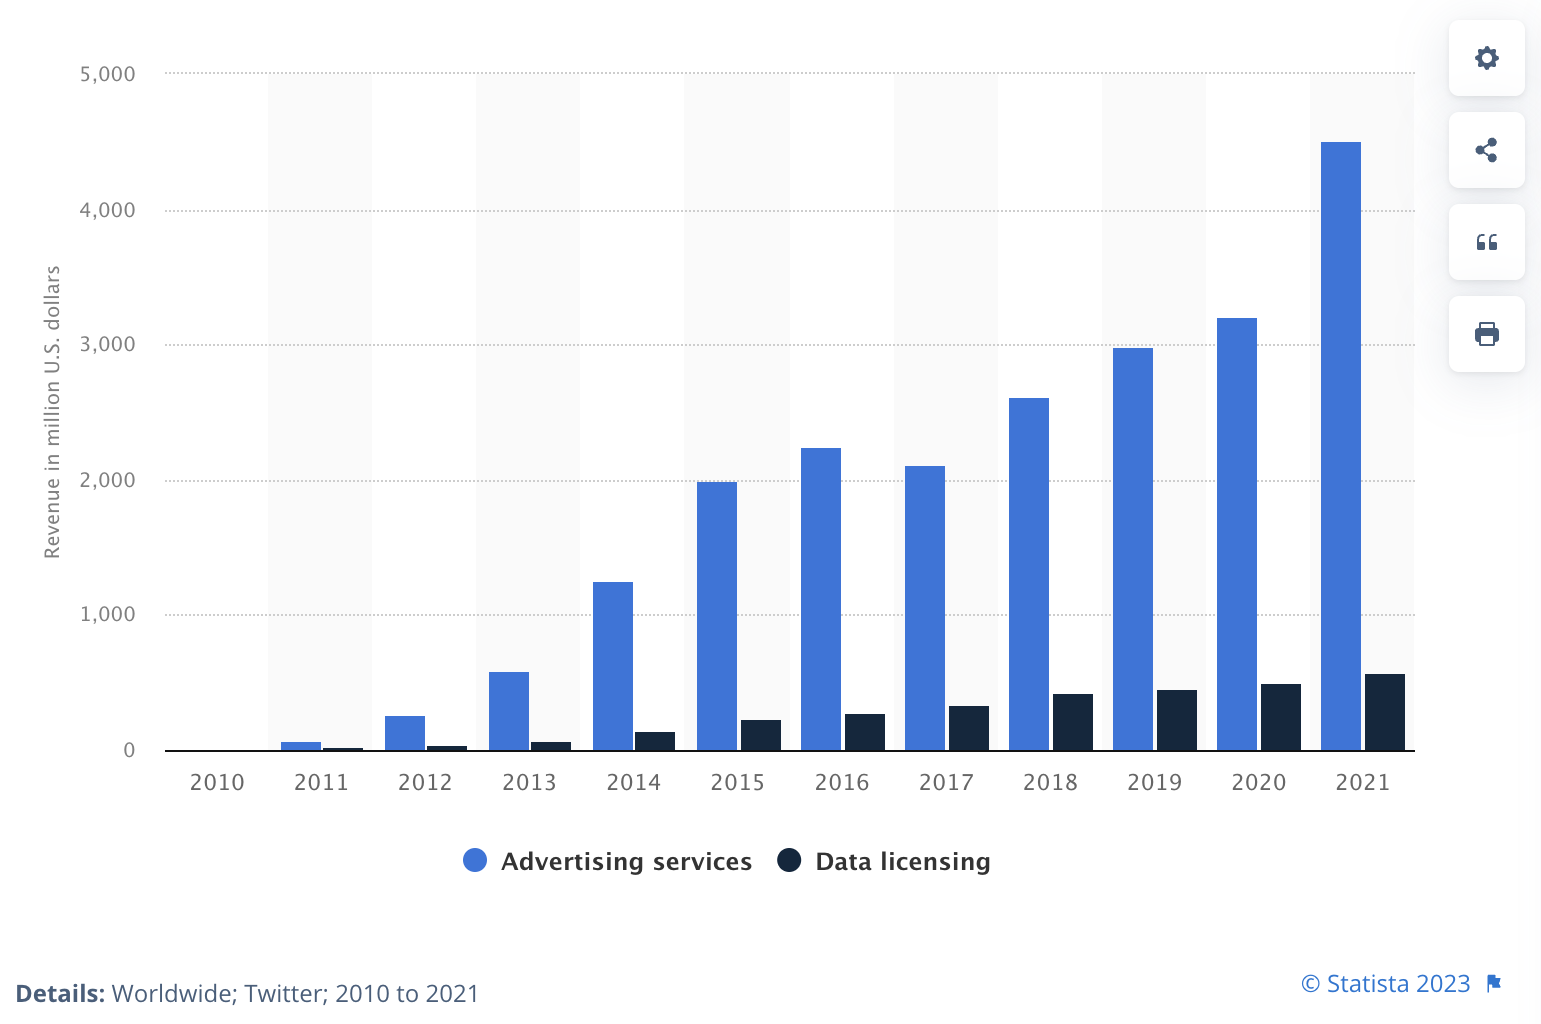 5,000
4,000
3,000
2,000
1,000
0
Revenue in million U.S. dollars
2010 2011 2012 2013 2014 2015 2016 2017 2018 2019 2020 2021
Advertising services Data licensing
Details: Worldwide; Twitter; 2010 to 2021
© Statista 2023